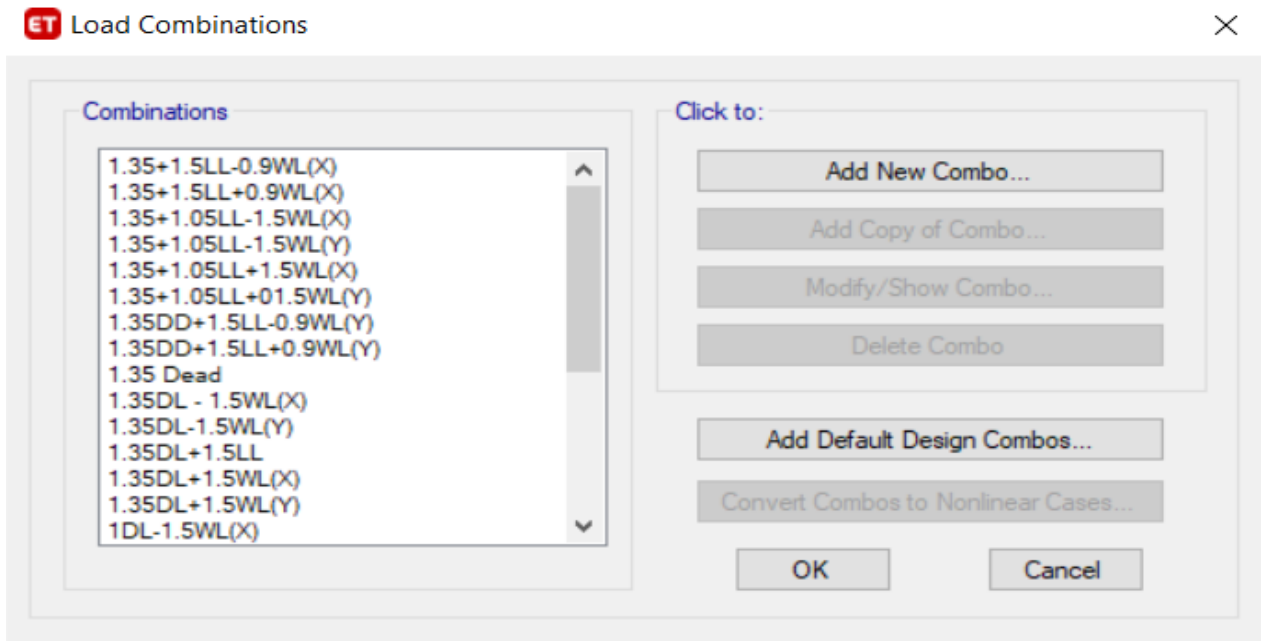 ET Load Combinations
Combinations
1.35+1.5LL-0.9WL(X)
1.35+1.5LL+0.9WL(X)
1.35+1.05LL-1.5WL(X)
1.35+1.05LL-1.5WL(Y)
1.35+1.05LL+1.5WL(X)
1.35+1.05LL+01.5WL(Y)
1.35DD+1.5LL-0.9WL(Y)
1.35DD+1.5LL+0.9WL(Y)
1.35 Dead
1.35DL - 1.5WL(X)
1.35DL-1.5WL(Y)
1.35DL+1.5LL
1.35DL+1.5WL(X)
1.35DL+1.5WL(Y)
1DL-1.5WL(X)
Click to:
Add New Combo...
Add Copy of Combo...
Modify/Show Combo...
Delete Combo
Add Default Design Combos...
Convert Combos to Nonlinear Cases...
OK
Cancel